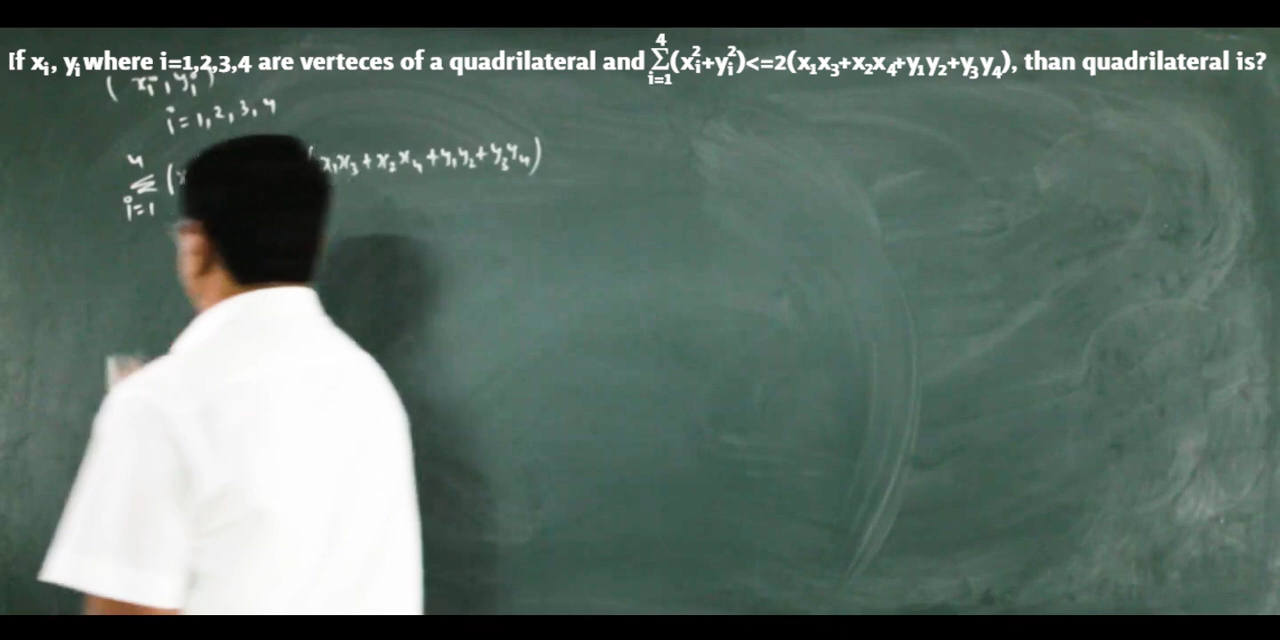 If xᵢ, yᵢ where i=1,2,3,4 are verteces of a quadrilateral and ∑⁴ᵢ₌₁(xᵢ²+yᵢ²)<=2(x₁x₃+x₂x₄+y₁y₂+y₃y₄), than quadrilateral is?
(xᵢ, yᵢ)
i = 1, 2, 3, 4
4
≤ (x x₁x₃+x₂x₄+y₁y₂+y₃y₄)
i=1